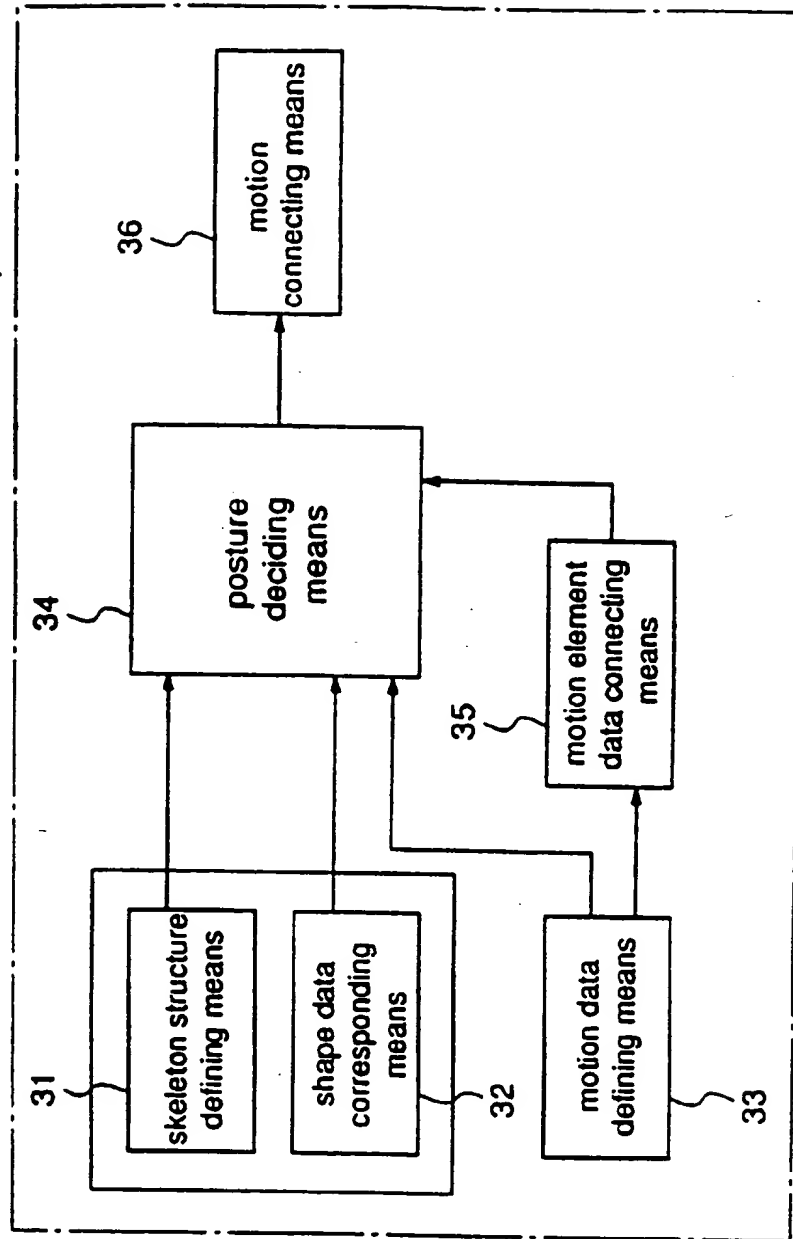 31
skeleton structure
defining means
shape data
corresponding
means
32
motion data
defining means
33
34
posture
deciding
means
35
motion element
data connecting
means
36
motion
connecting means